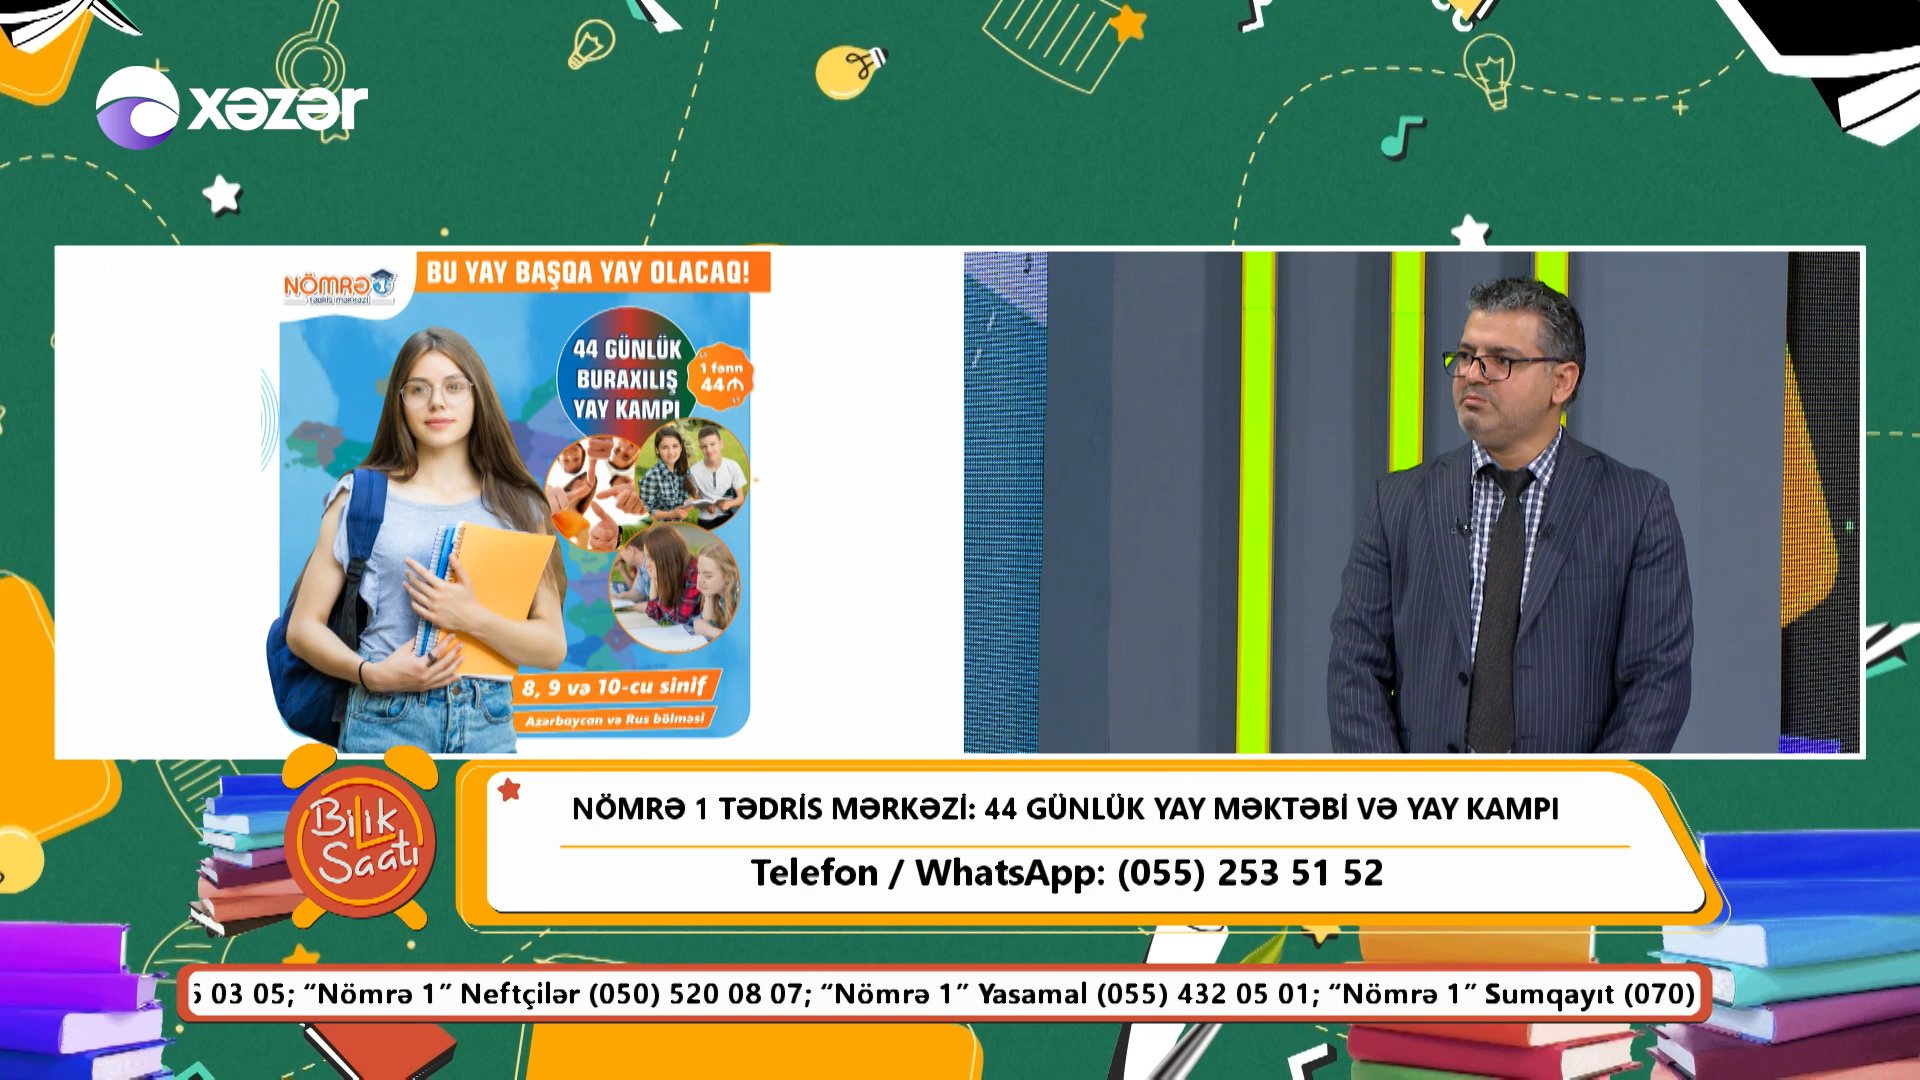 xəzər
NÖMRƏ 1
TƏDRİS MƏRKƏZİ
BU YAY BAŞQA YAY OLACAQ!
44 GÜNLÜK
BURAXILIŞ
YAY KAMPI
1 fənn
44₼
8, 9 və 10-cu sinif
Azərbaycan və Rus bölməsi
Bilik
Saatı
NÖMRƏ 1 TƏDRİS MƏRKƏZİ: 44 GÜNLÜK YAY MƏKTƏBİ VƏ YAY KAMPI
Telefon / WhatsApp: (055) 253 51 52
03 05; “Nömrə 1” Neftçilər (050) 520 08 07; “Nömrə 1” Yasamal (055) 432 05 01; “Nömrə 1” Sumqayıt (070)